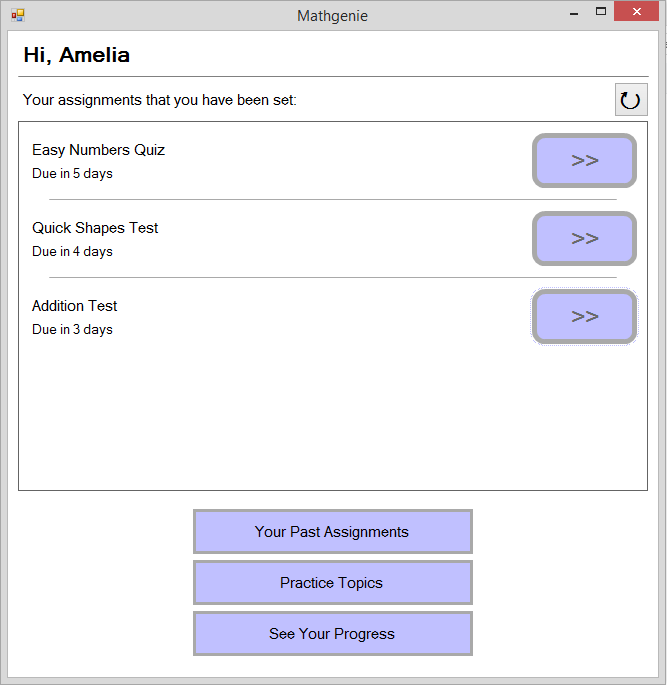 Mathgenie
Hi, Amelia
Your assignments that you have been set:
Easy Numbers Quiz
Due in 5 days
>>
Quick Shapes Test
Due in 4 days
>>
Addition Test
Due in 3 days
>>
Your Past Assignments
Practice Topics
See Your Progress